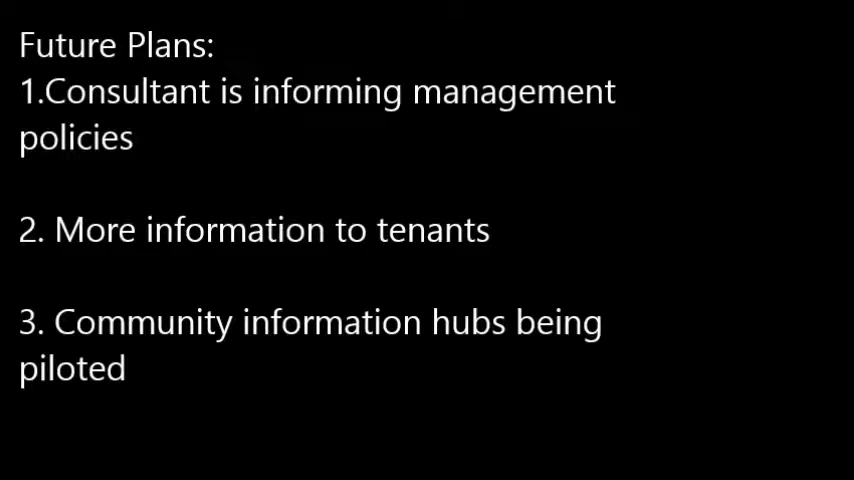 Future Plans:
1.Consultant is informing management
policies
2. More information to tenants
3. Community information hubs being
piloted